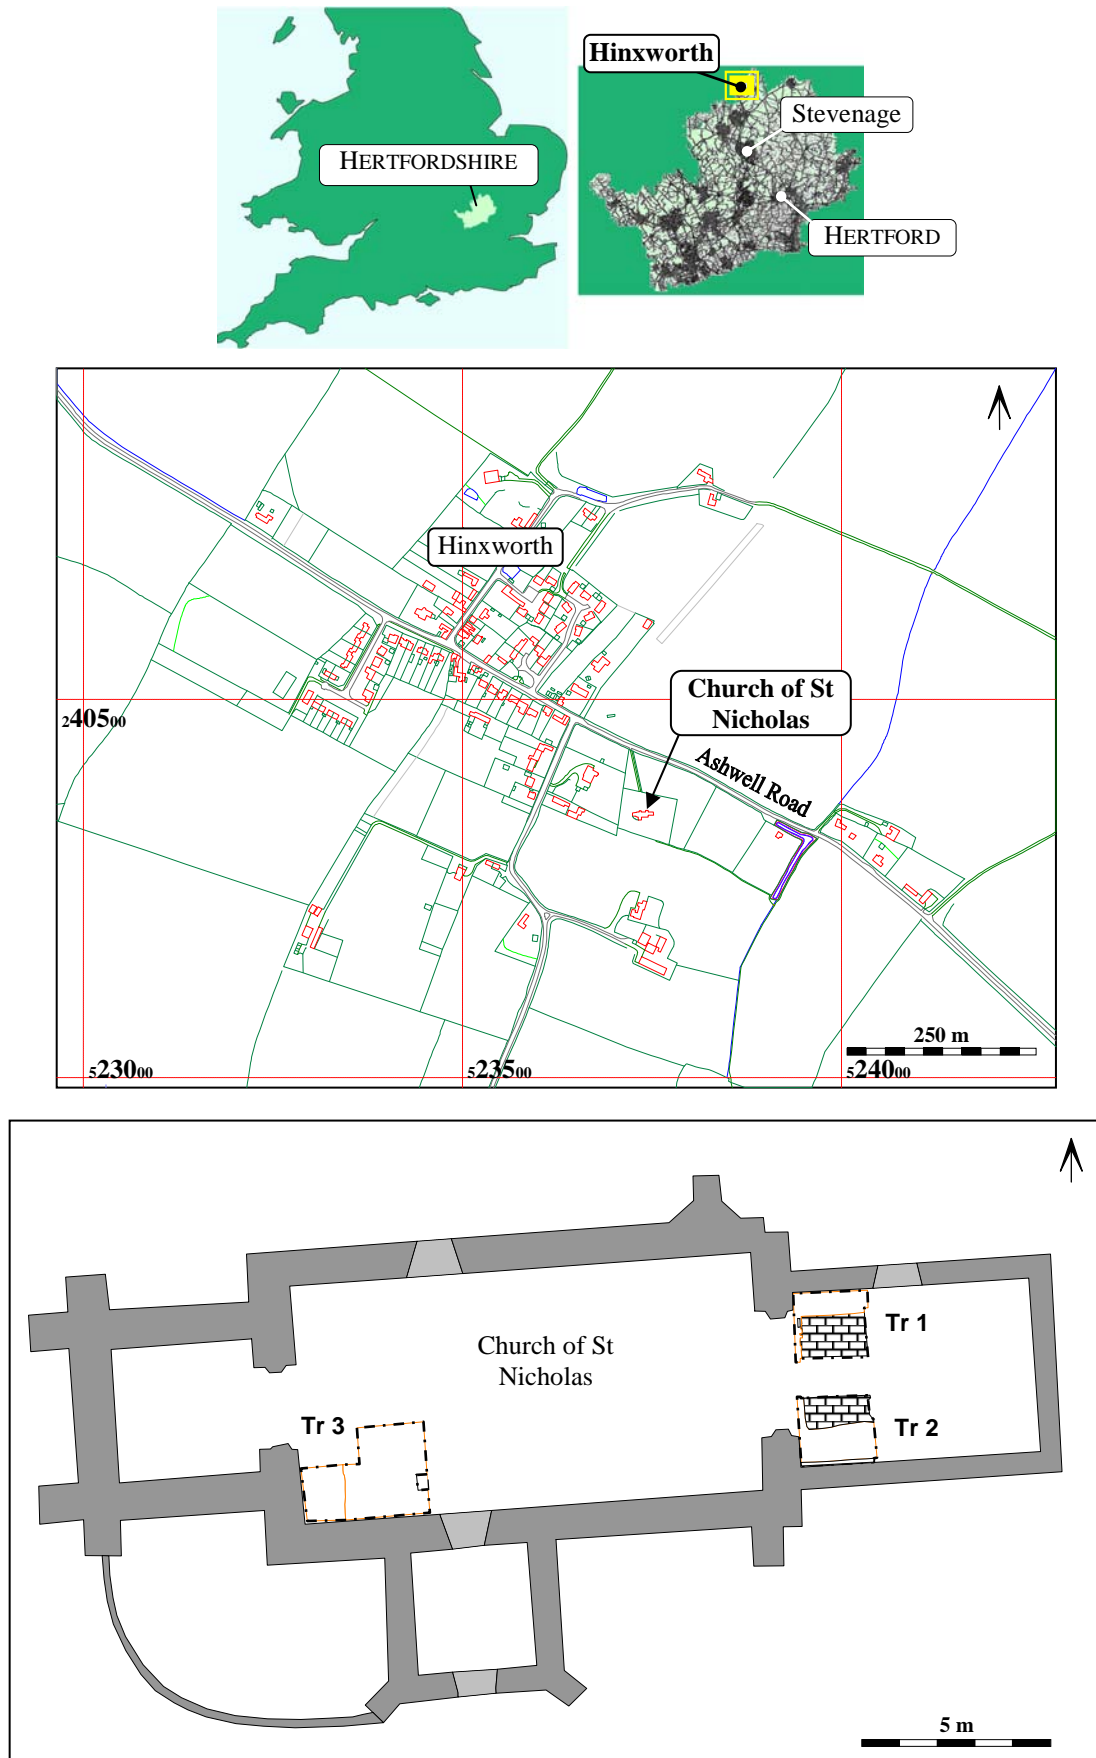 Hinxworth
Stevenage
HERTFORDSHIRE
HERTFORD
Hinxworth
Church of St
Nicholas
240500
Ashwell Road
250 m
523000
523500
524000
Church of St
Nicholas
Tr 1
Tr 2
Tr 3
5 m